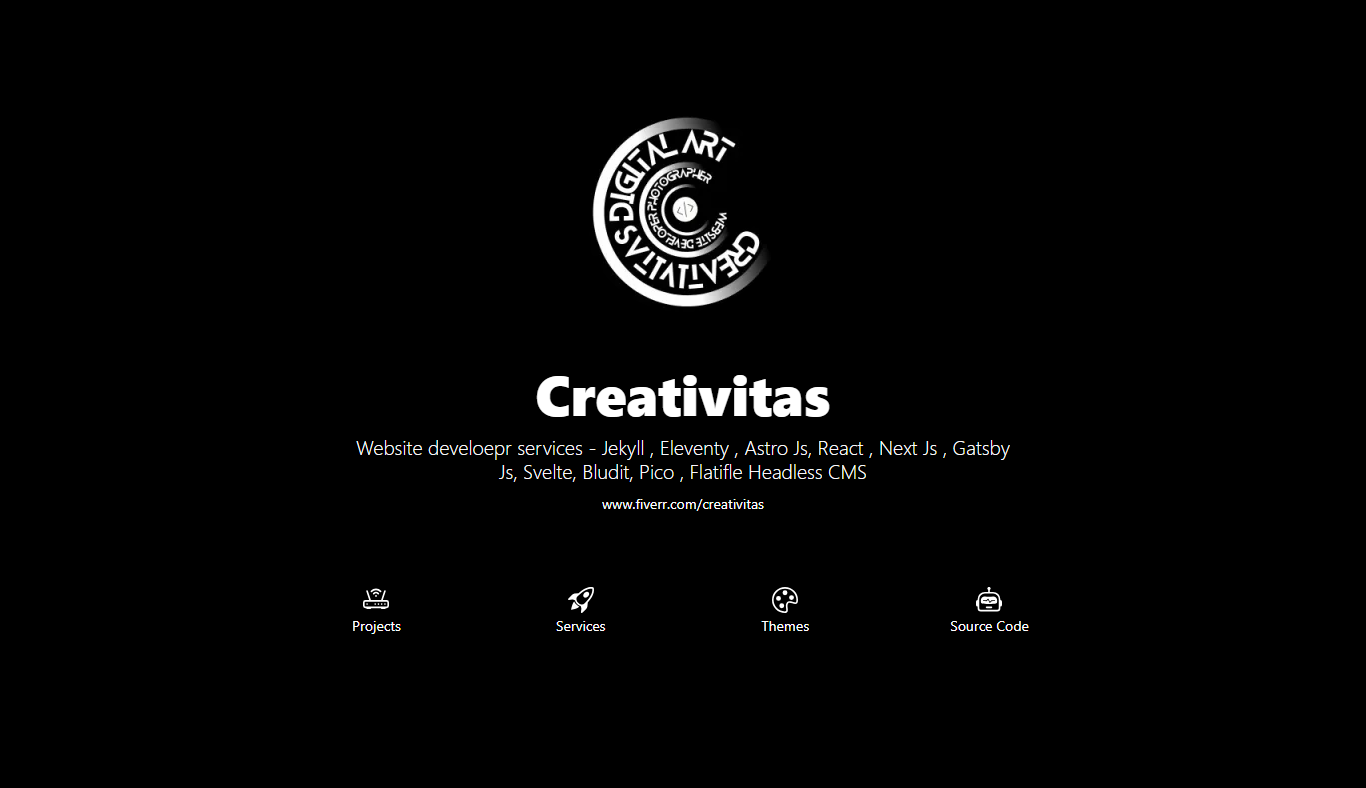 DIGITAL ART
PHOTOGRAPHER
WEBSITE DEVELOPER
CREATIVITAS
Creativitas
Website develoepr services - Jekyll , Eleventy , Astro Js, React , Next Js , Gatsby
Js, Svelte, Bludit, Pico , Flatifle Headless CMS
www.fiverr.com/creativitas
Projects
Services
Themes
Source Code